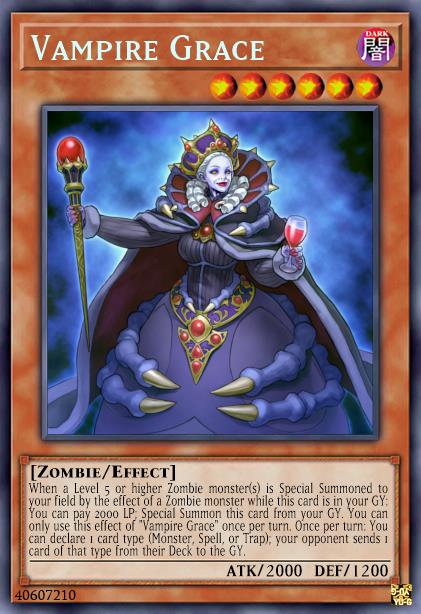 Vampire Grace
DARK
闇
[Zombie/Effect]
When a Level 5 or higher Zombie monster(s) is Special Summoned to
your field by the effect of a Zombie monster while this card is in your GY:
You can pay 2000 LP; Special Summon this card from your GY. You can
only use this effect of "Vampire Grace" once per turn. Once per turn: You
can declare 1 card type (Monster, Spell, or Trap); your opponent sends 1
card of that type from their Deck to the GY.
ATK/2000 DEF/1200
40607210